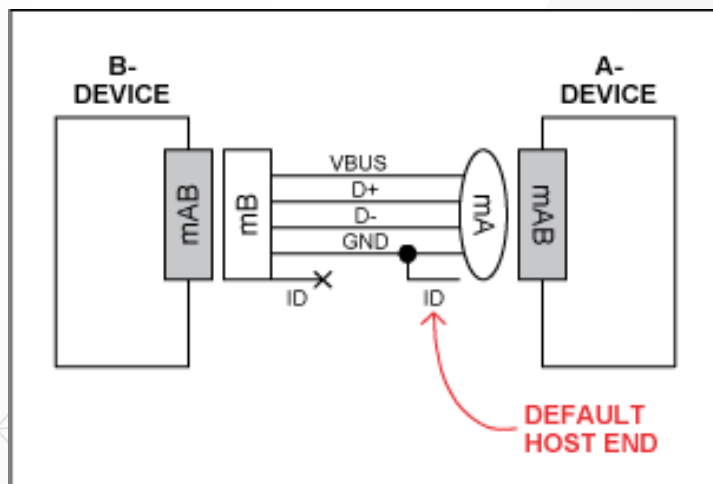 B-
DEVICE
A-
DEVICE
mAB
mB
VBUS
D+
D-
GND
ID
ID
mA
mAB
DEFAULT
HOST END